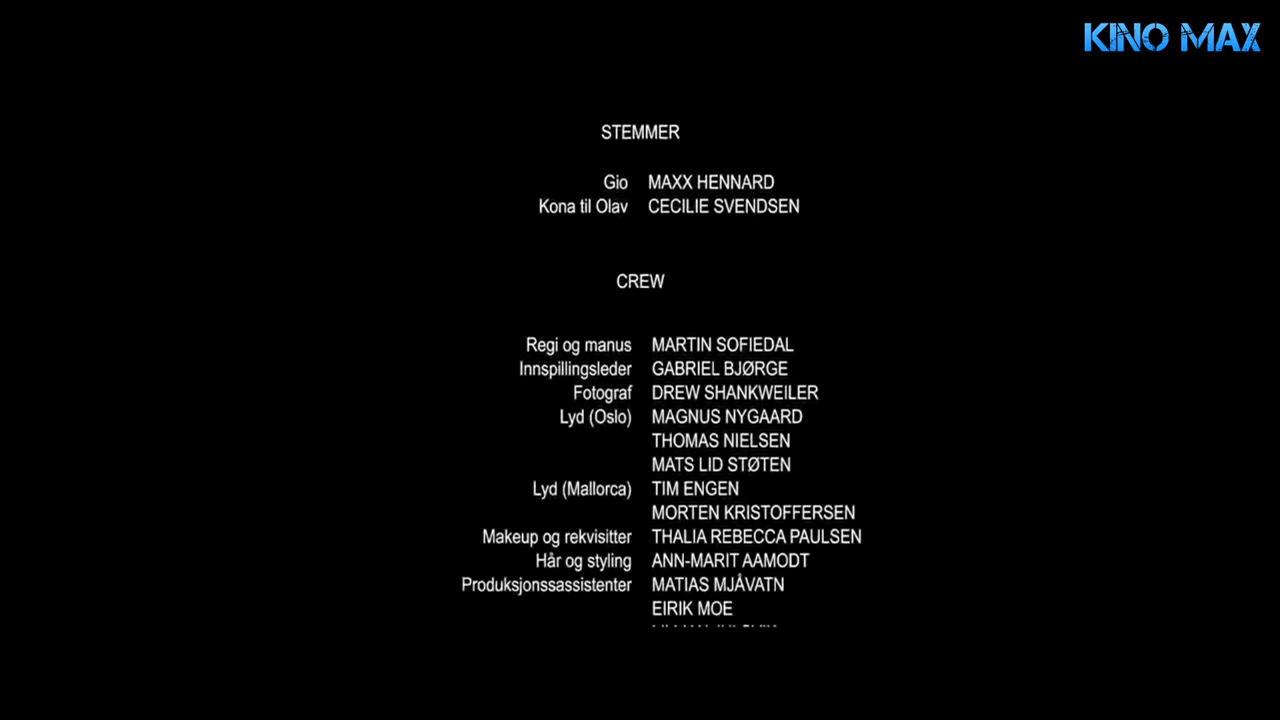 KINO MAX
STEMMER
Gio MAXX HENNARD
Kona til Olav CECILIE SVENDSEN
CREW
Regi og manus MARTIN SOFIEDAL
Innspillingsleder GABRIEL BJØRGE
Fotograf DREW SHANKWEILER
Lyd (Oslo) MAGNUS NYGAARD
THOMAS NIELSEN
MATS LID STØTEN
Lyd (Mallorca) TIM ENGEN
MORTEN KRISTOFFERSEN
Makeup og rekvisitter THALIA REBECCA PAULSEN
Hår og styling ANN-MARIT AAMODT
Produksjonssassistenter MATIAS MJÅVATN
EIRIK MOE